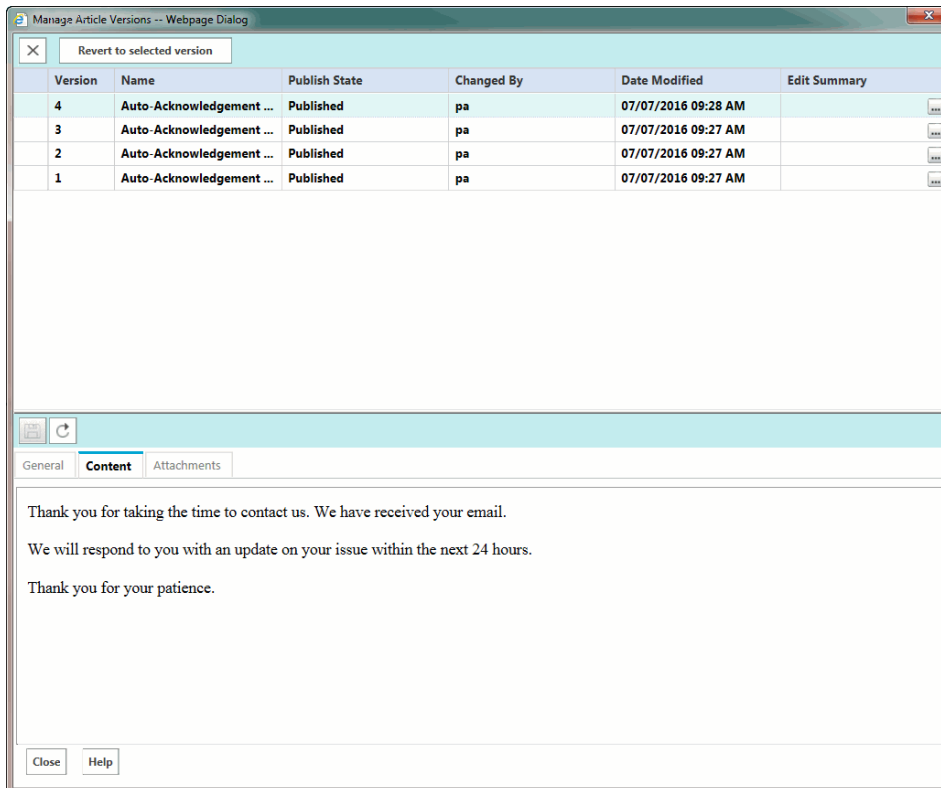 Manage Article Versions -- Webpage Dialog
Revert to selected version
Version Name Publish State Changed By Date Modified Edit Summary
4 Auto-Acknowledgement ... Published pa 07/07/2016 09:28 AM ...
3 Auto-Acknowledgement ... Published pa 07/07/2016 09:27 AM ...
2 Auto-Acknowledgement ... Published pa 07/07/2016 09:27 AM ...
1 Auto-Acknowledgement ... Published pa 07/07/2016 09:27 AM ...
General Content Attachments
Thank you for taking the time to contact us. We have received your email.
We will respond to you with an update on your issue within the next 24 hours.
Thank you for your patience.
Close Help